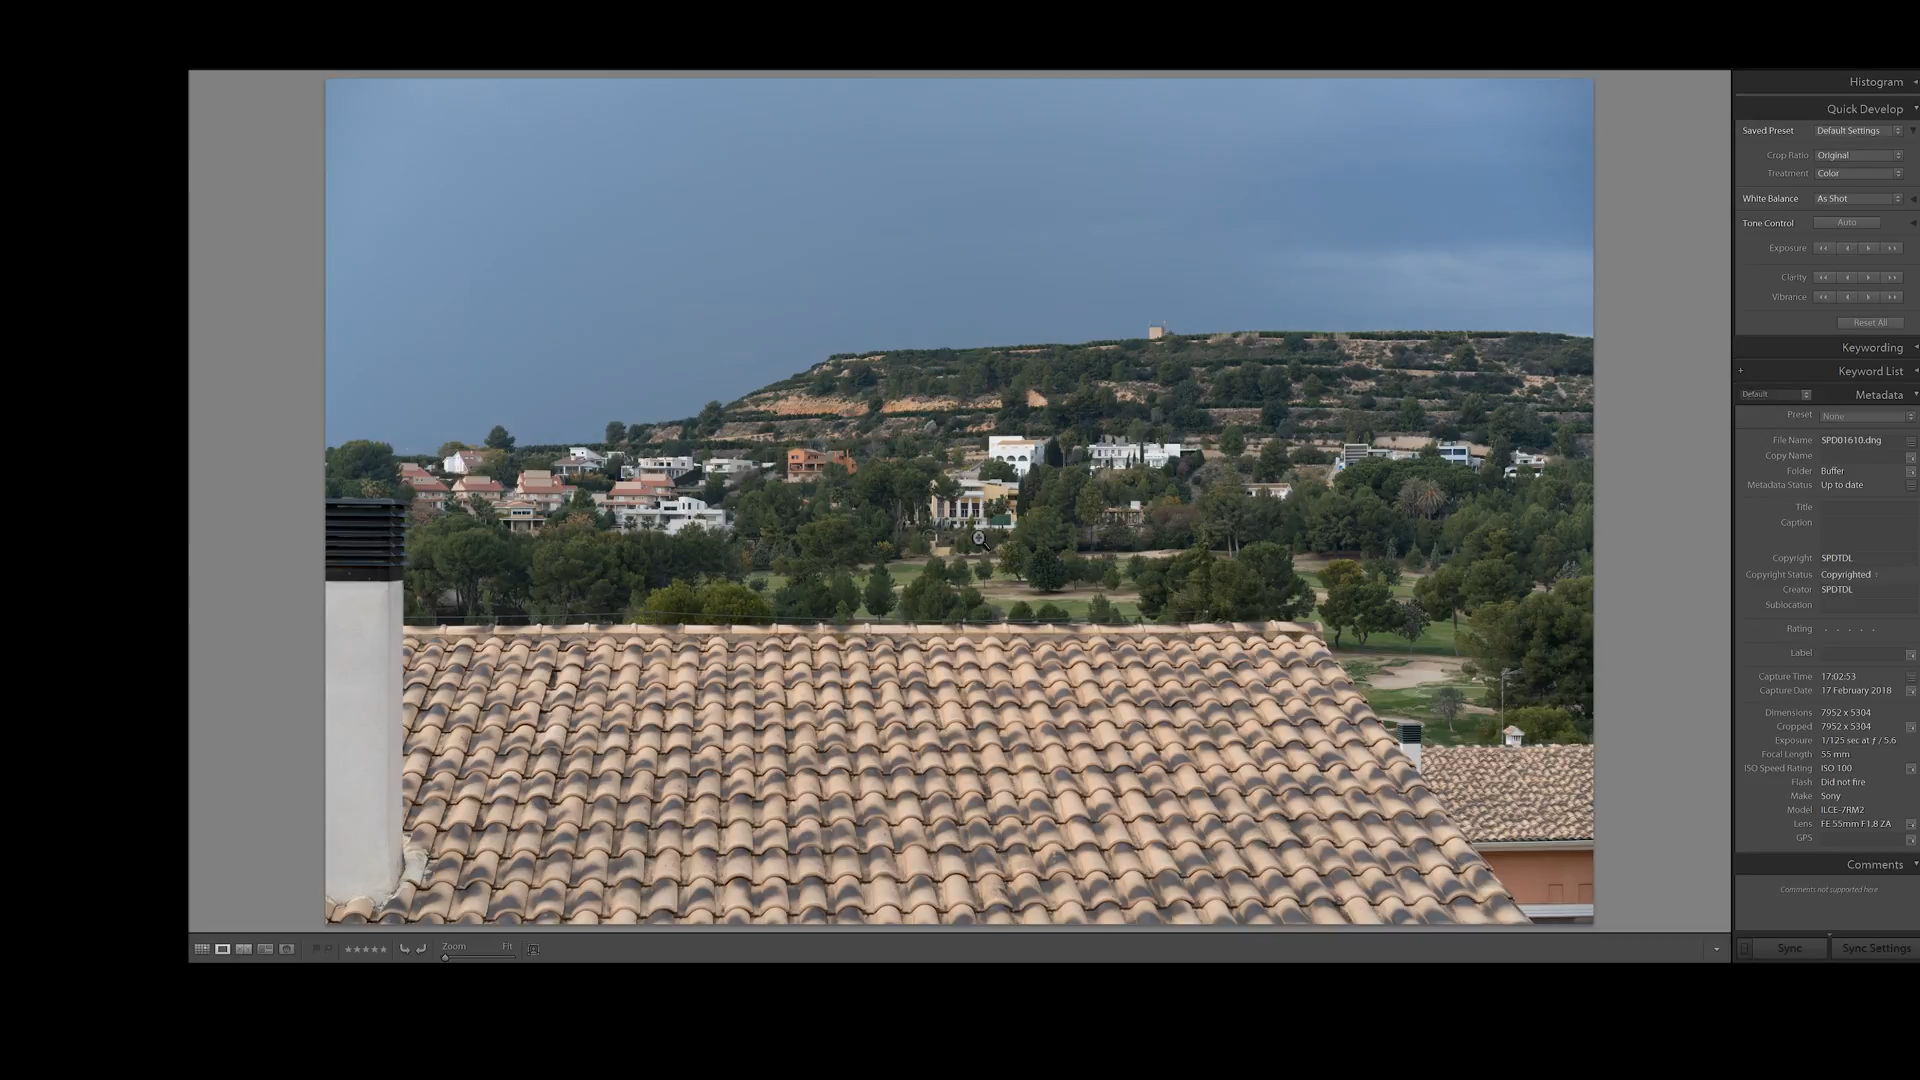 Histogram
Quick Develop
Saved Preset Default Settings
Crop Ratio Original
Treatment Color
White Balance As Shot
Tone Control Auto
Exposure
Clarity
Vibrance
Reset All
Keywording
+ Keyword List
Default Metadata
Preset None
File Name SPD01610.dng
Copy Name
Folder Buffer
Metadata Status Up to date
Title
Caption
Copyright SPDTDL
Copyright Status Copyrighted
Creator SPDTDL
Sublocation
Rating . . . . .
Label
Capture Time 17:02:53
Capture Date 17 February 2018
Dimensions 7952 x 5304
Cropped 7952 x 5304
Exposure 1/125 sec at ƒ / 5.6
Focal Length 55 mm
ISO Speed Rating ISO 100
Flash Did not fire
Make Sony
Model ILCE-7RM2
Lens FE 55mm F1.8 ZA
GPS
Comments
Comments not supported here
Zoom Fit
Sync Sync Settings